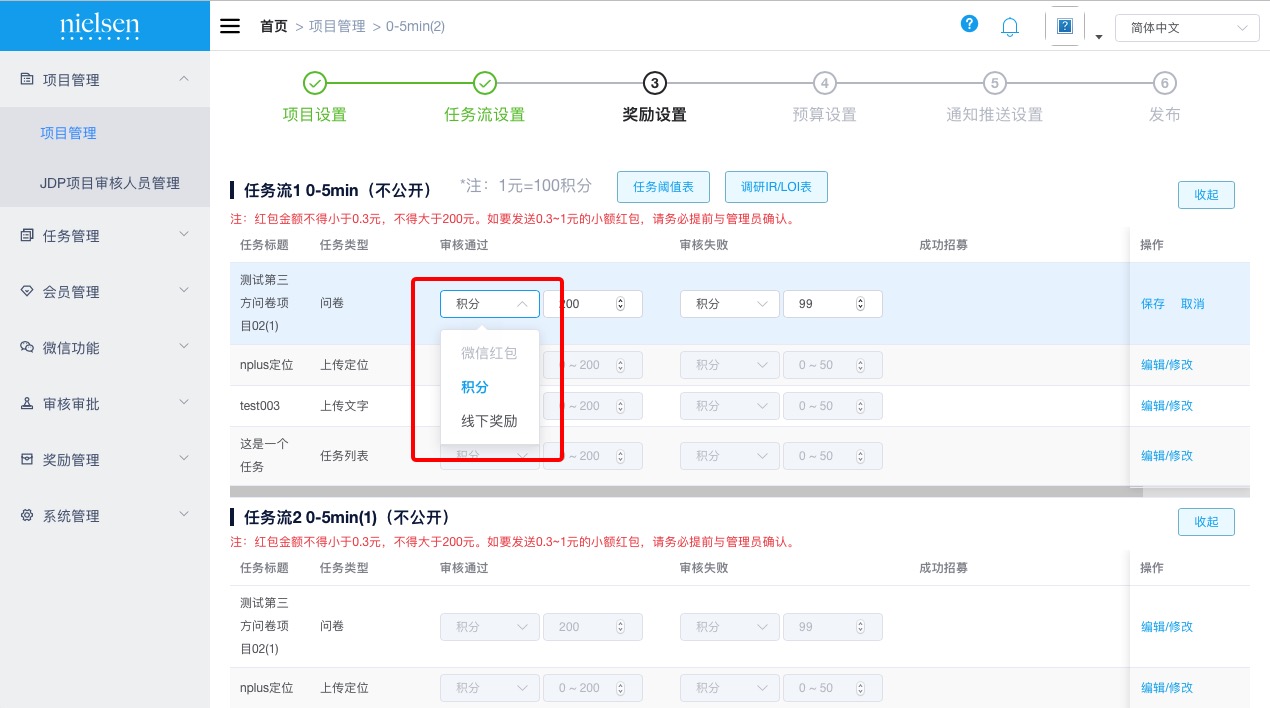 nielsen
首页 > 项目管理 > 0-5min(2)
简体中文
项目管理
项目管理
JDP项目审核人员管理
任务管理
会员管理
微信功能
审核审批
奖励管理
系统管理
3 4 5 6
项目设置 任务流设置 奖励设置 预算设置 通知推送设置 发布
任务流1 0-5min（不公开） *注：1元=100积分 任务阈值表 调研IR/LOI表 收起
注：红包金额不得小于0.3元，不得大于200元。如要发送0.3~1元的小额红包，请务必提前与管理员确认。
任务标题 任务类型 审核通过 审核失败 成功招募 操作
测试第三
方问卷项
目02(1)
问卷 积分 200 积分 99 保存 取消
微信红包
积分
线下奖励
nplus定位 上传定位 0 ~ 200 积分 0 ~ 50 编辑/修改
test003 上传文字 0 ~ 200 积分 0 ~ 50 编辑/修改
这是一个
任务
任务列表 积分 0 ~ 200 积分 0 ~ 50 编辑/修改
任务流2 0-5min(1)（不公开） 收起
注：红包金额不得小于0.3元，不得大于200元。如要发送0.3~1元的小额红包，请务必提前与管理员确认。
任务标题 任务类型 审核通过 审核失败 成功招募 操作
测试第三
方问卷项
目02(1)
问卷 积分 200 积分 99 编辑/修改
nplus定位 上传定位 积分 0 ~ 200 积分 0 ~ 50 编辑/修改